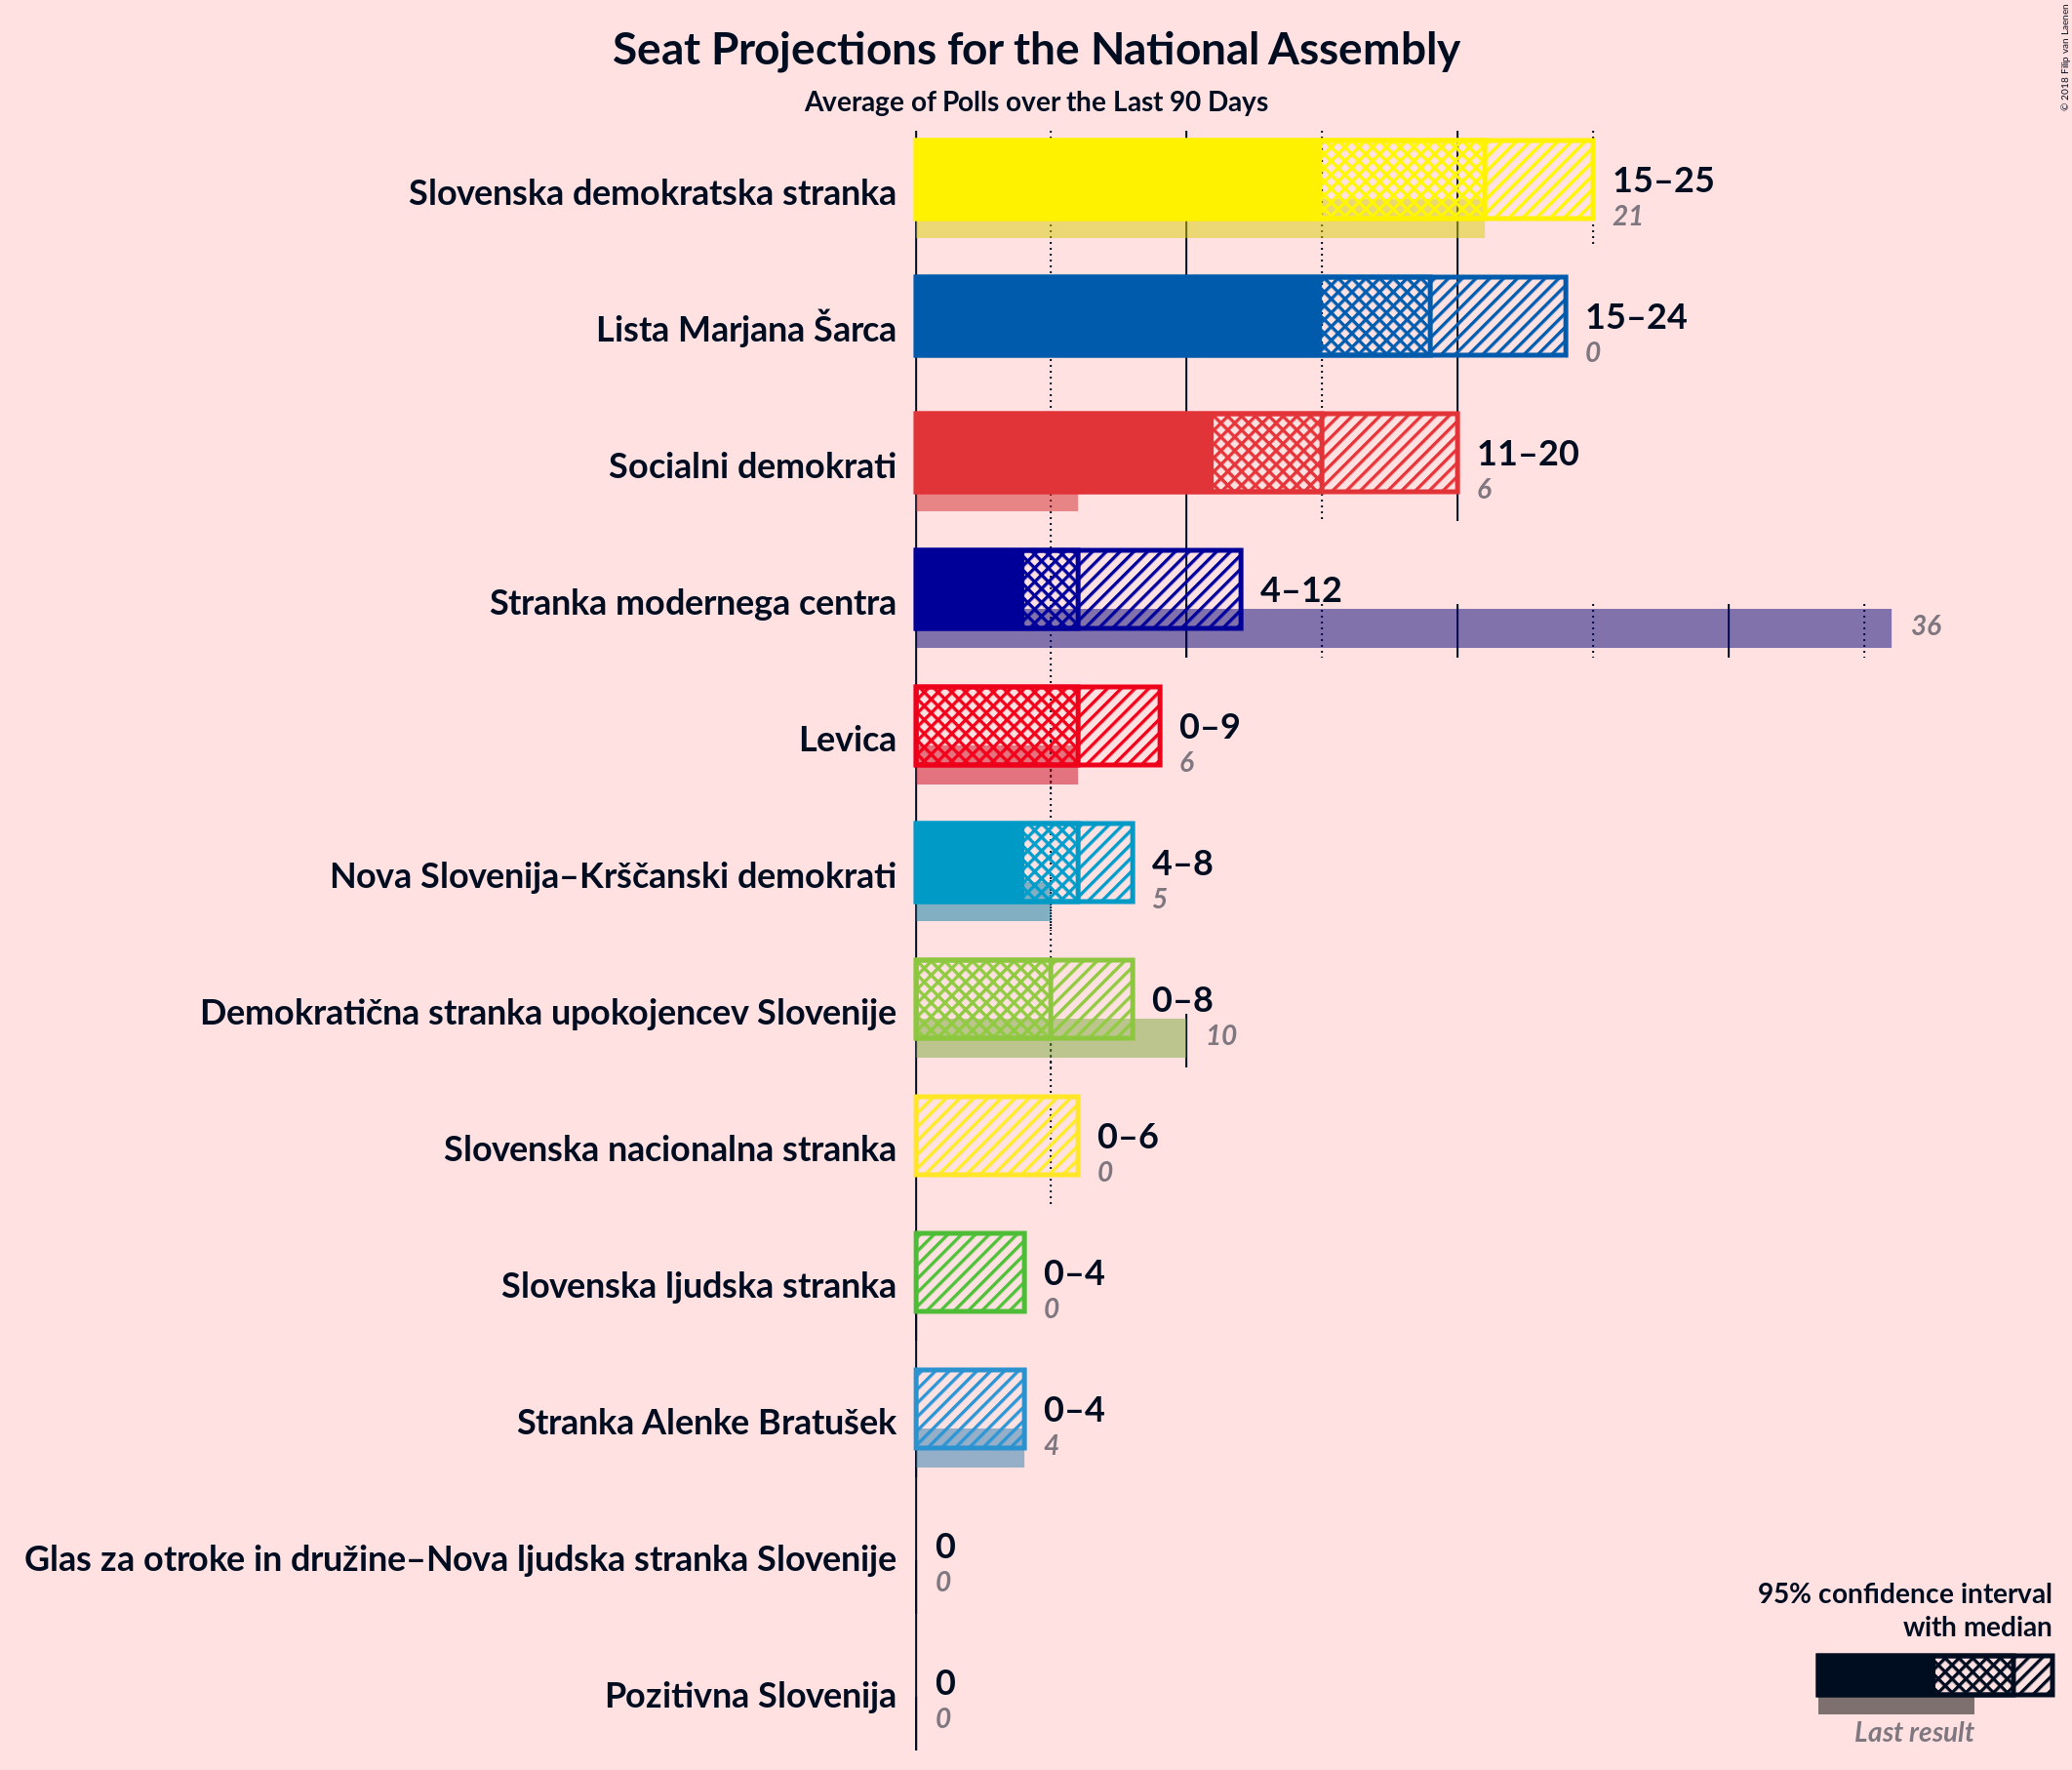 Seat Projections for the National Assembly
Average of Polls over the Last 90 Days
© 2018 Filip van Laenen
Slovenska demokratska stranka
15–25
21
Lista Marjana Šarca
15–24
0
Socialni demokrati
11–20
6
Stranka modernega centra
4–12
36
Levica
0–9
6
Nova Slovenija–Krščanski demokrati
4–8
5
Demokratična stranka upokojencev Slovenije
0–8
10
Slovenska nacionalna stranka
0–6
0
Slovenska ljudska stranka
0–4
0
Stranka Alenke Bratušek
0–4
4
Glas za otroke in družine–Nova ljudska stranka Slovenije
0
0
Pozitivna Slovenija
0
0
95% confidence interval
with median
Last result